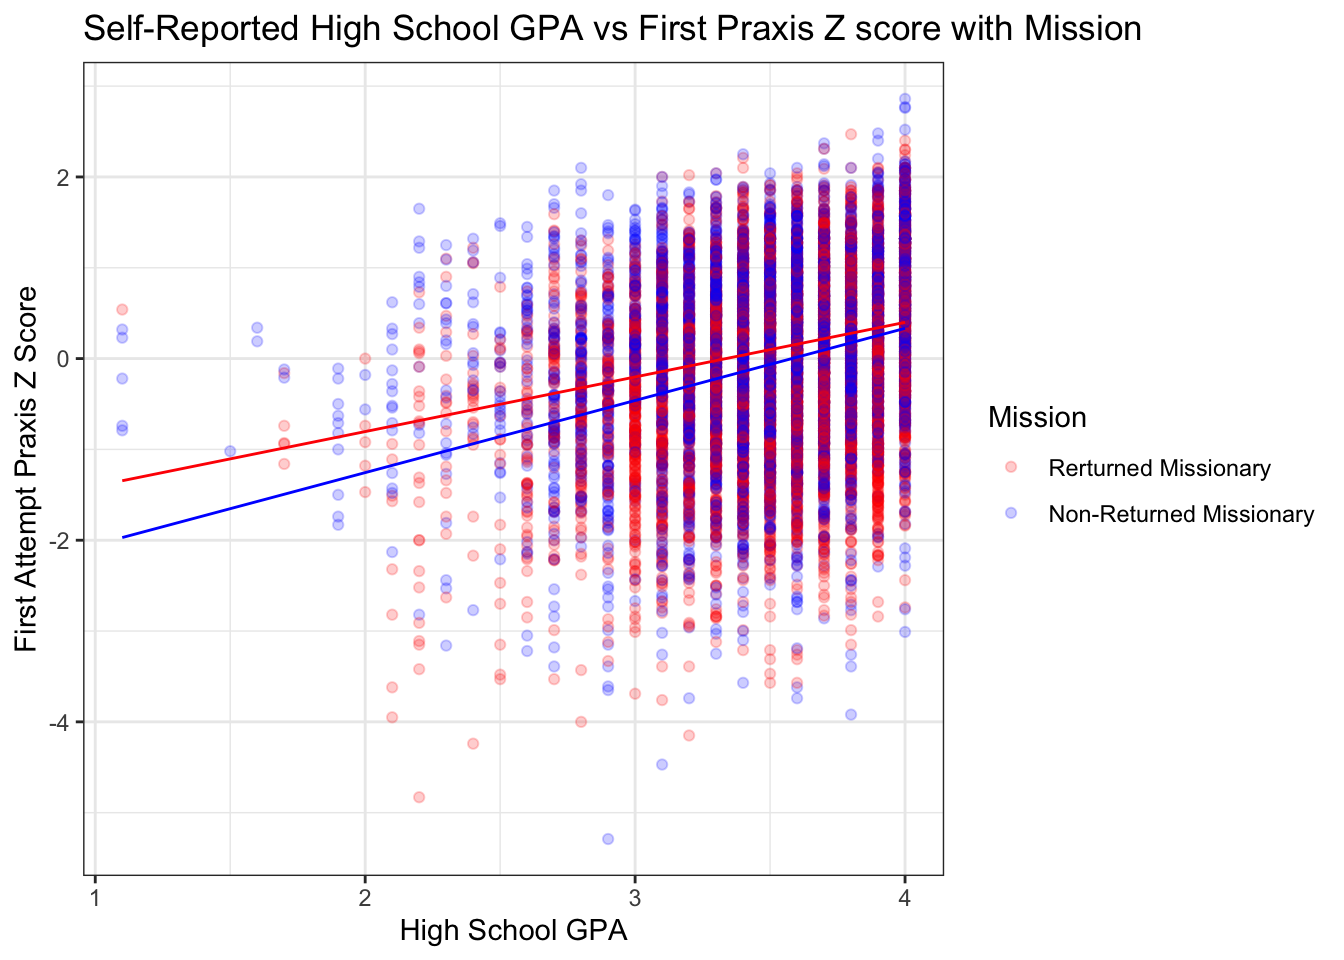 Self-Reported High School GPA vs First Praxis Z score with Mission
First Attempt Praxis Z Score
2
0
-2
-4
1
2
3
4
High School GPA
Mission
Rerturned Missionary
Non-Returned Missionary